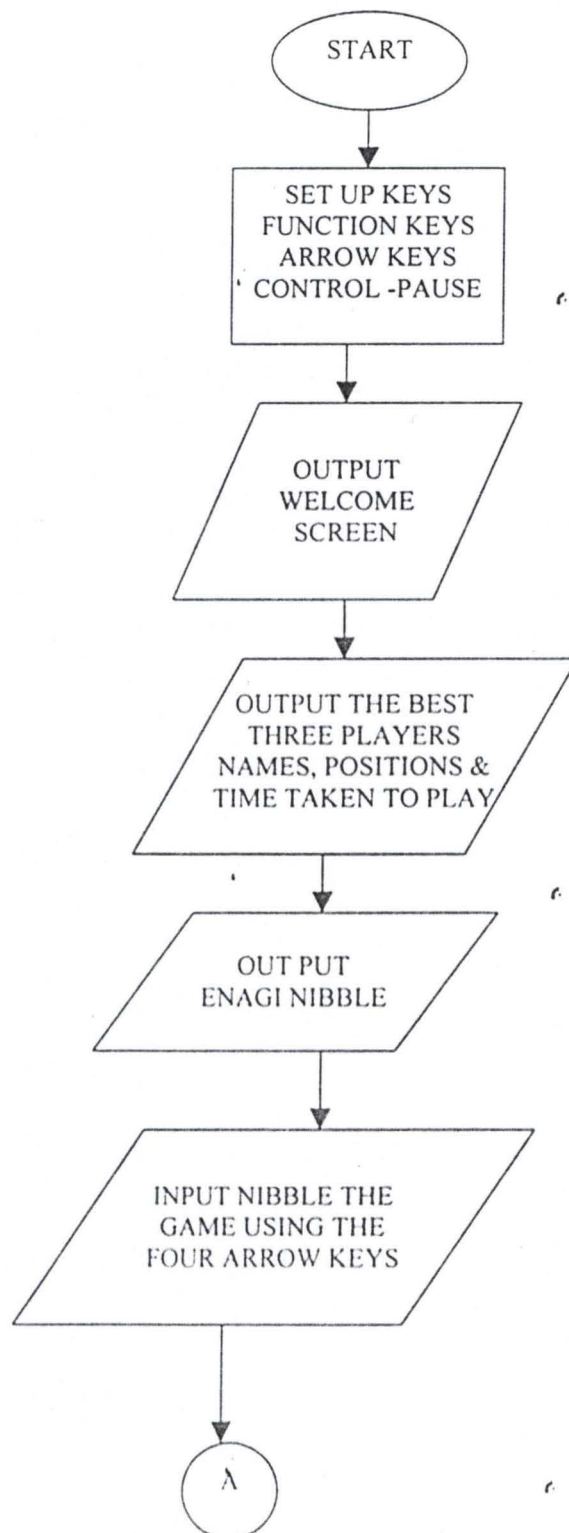 START
SET UP KEYS
FUNCTION KEYS
ARROW KEYS
CONTROL -PAUSE
OUTPUT
WELCOME
SCREEN
OUTPUT THE BEST
THREE PLAYERS
NAMES, POSITIONS &
TIME TAKEN TO PLAY
OUT PUT
ENAGI NIBBLE
INPUT NIBBLE THE
GAME USING THE
FOUR ARROW KEYS
A